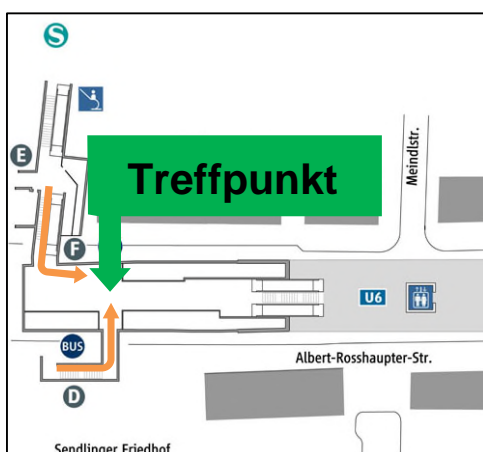 S
E
Treffpunkt
Meindlstr.
F
U6
BUS
Albert-Rosshaupter-Str.
D
Sendlinger Friedhof